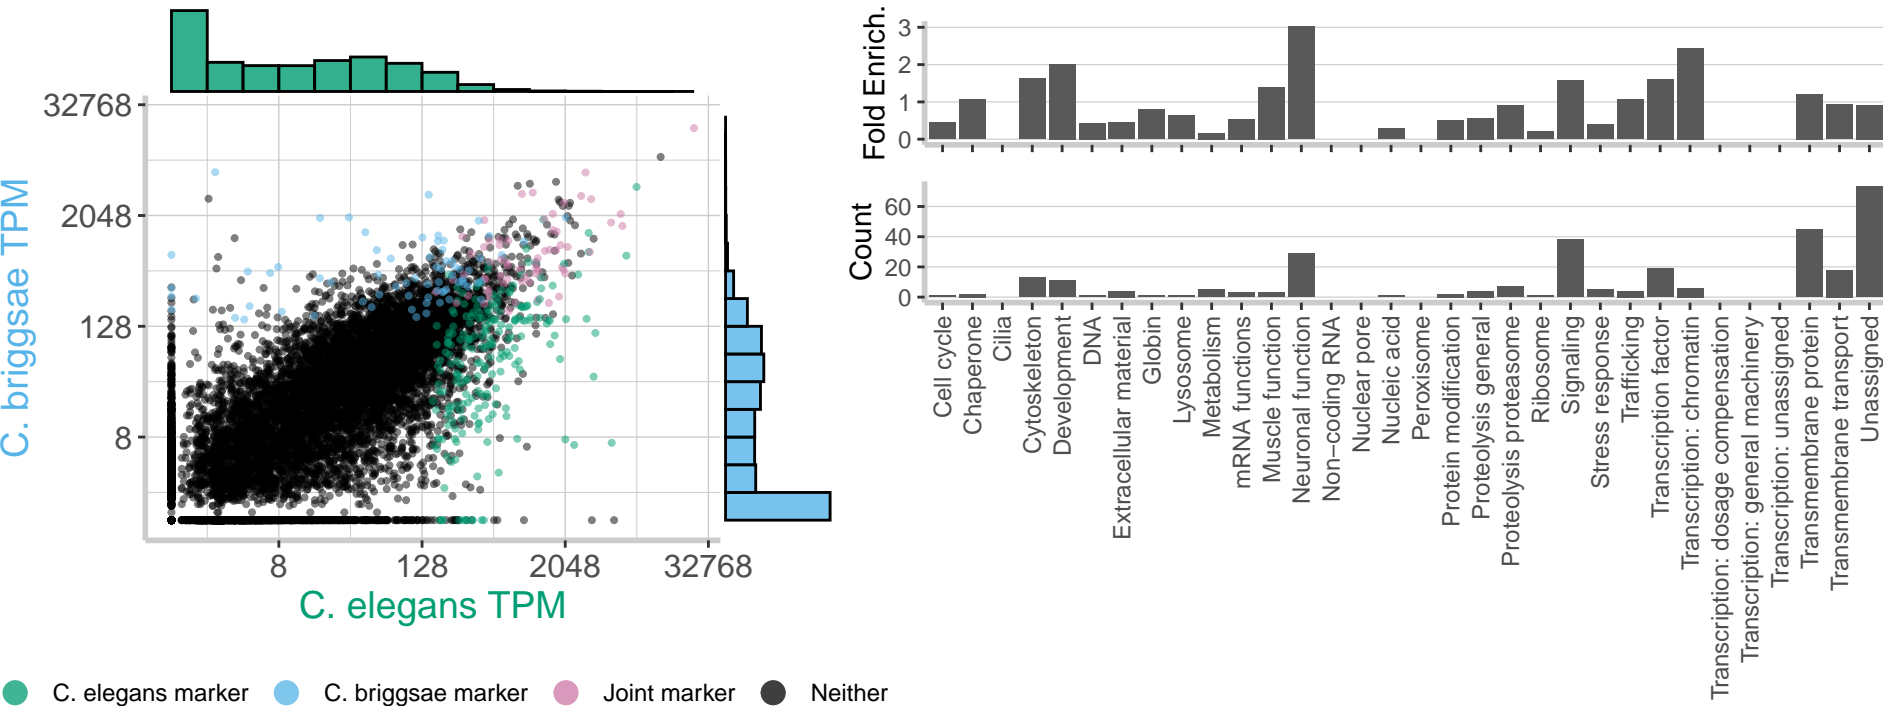 32768
2048
128
8
C. briggsae TPM
8
128
2048
32768
C. elegans TPM
C. elegans marker
C. briggsae marker
Joint marker
Neither
Fold Enrich.
3
2
1
0
Count
60
40
20
0
Cell cycle
Chaperone
Cilia
Cytoskeleton
Development
DNA
Extracellular material
Globin
Lysosome
Metabolism
mRNA functions
Muscle function
Neuronal function
Non−coding RNA
Nuclear pore
Nucleic acid
Peroxisome
Protein modification
Proteolysis general
Proteolysis proteasome
Ribosome
Signaling
Stress response
Trafficking
Transcription factor
Transcription: chromatin
Transcription: dosage compensation
Transcription: general machinery
Transcription: unassigned
Transmembrane protein
Transmembrane transport
Unassigned